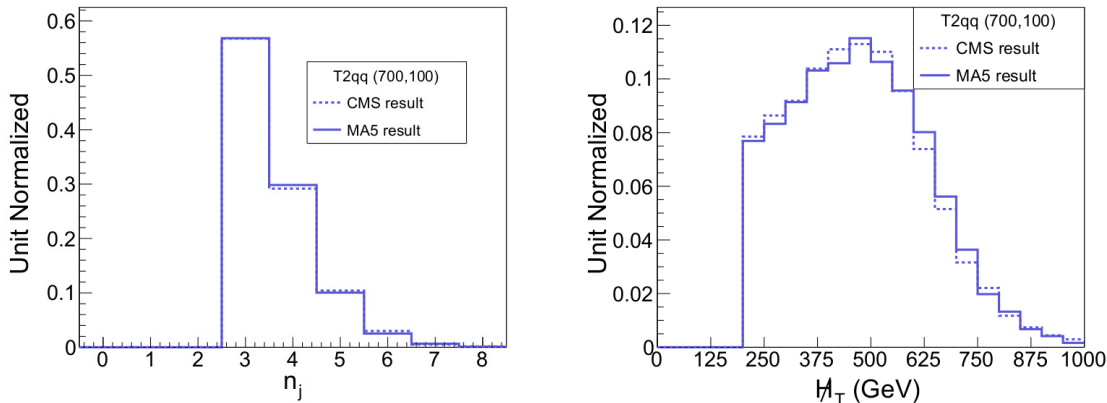 Unit Normalized
0.6
0.5
0.4
0.3
0.2
0.1
0
0 1 2 3 4 5 6 7 8
n_j
T2qq (700,100)
CMS result
MA5 result
Unit Normalized
0.12
0.1
0.08
0.06
0.04
0.02
0
0 125 250 375 500 625 750 875 1000
H̸_T (GeV)
T2qq (700,100)
CMS result
MA5 result